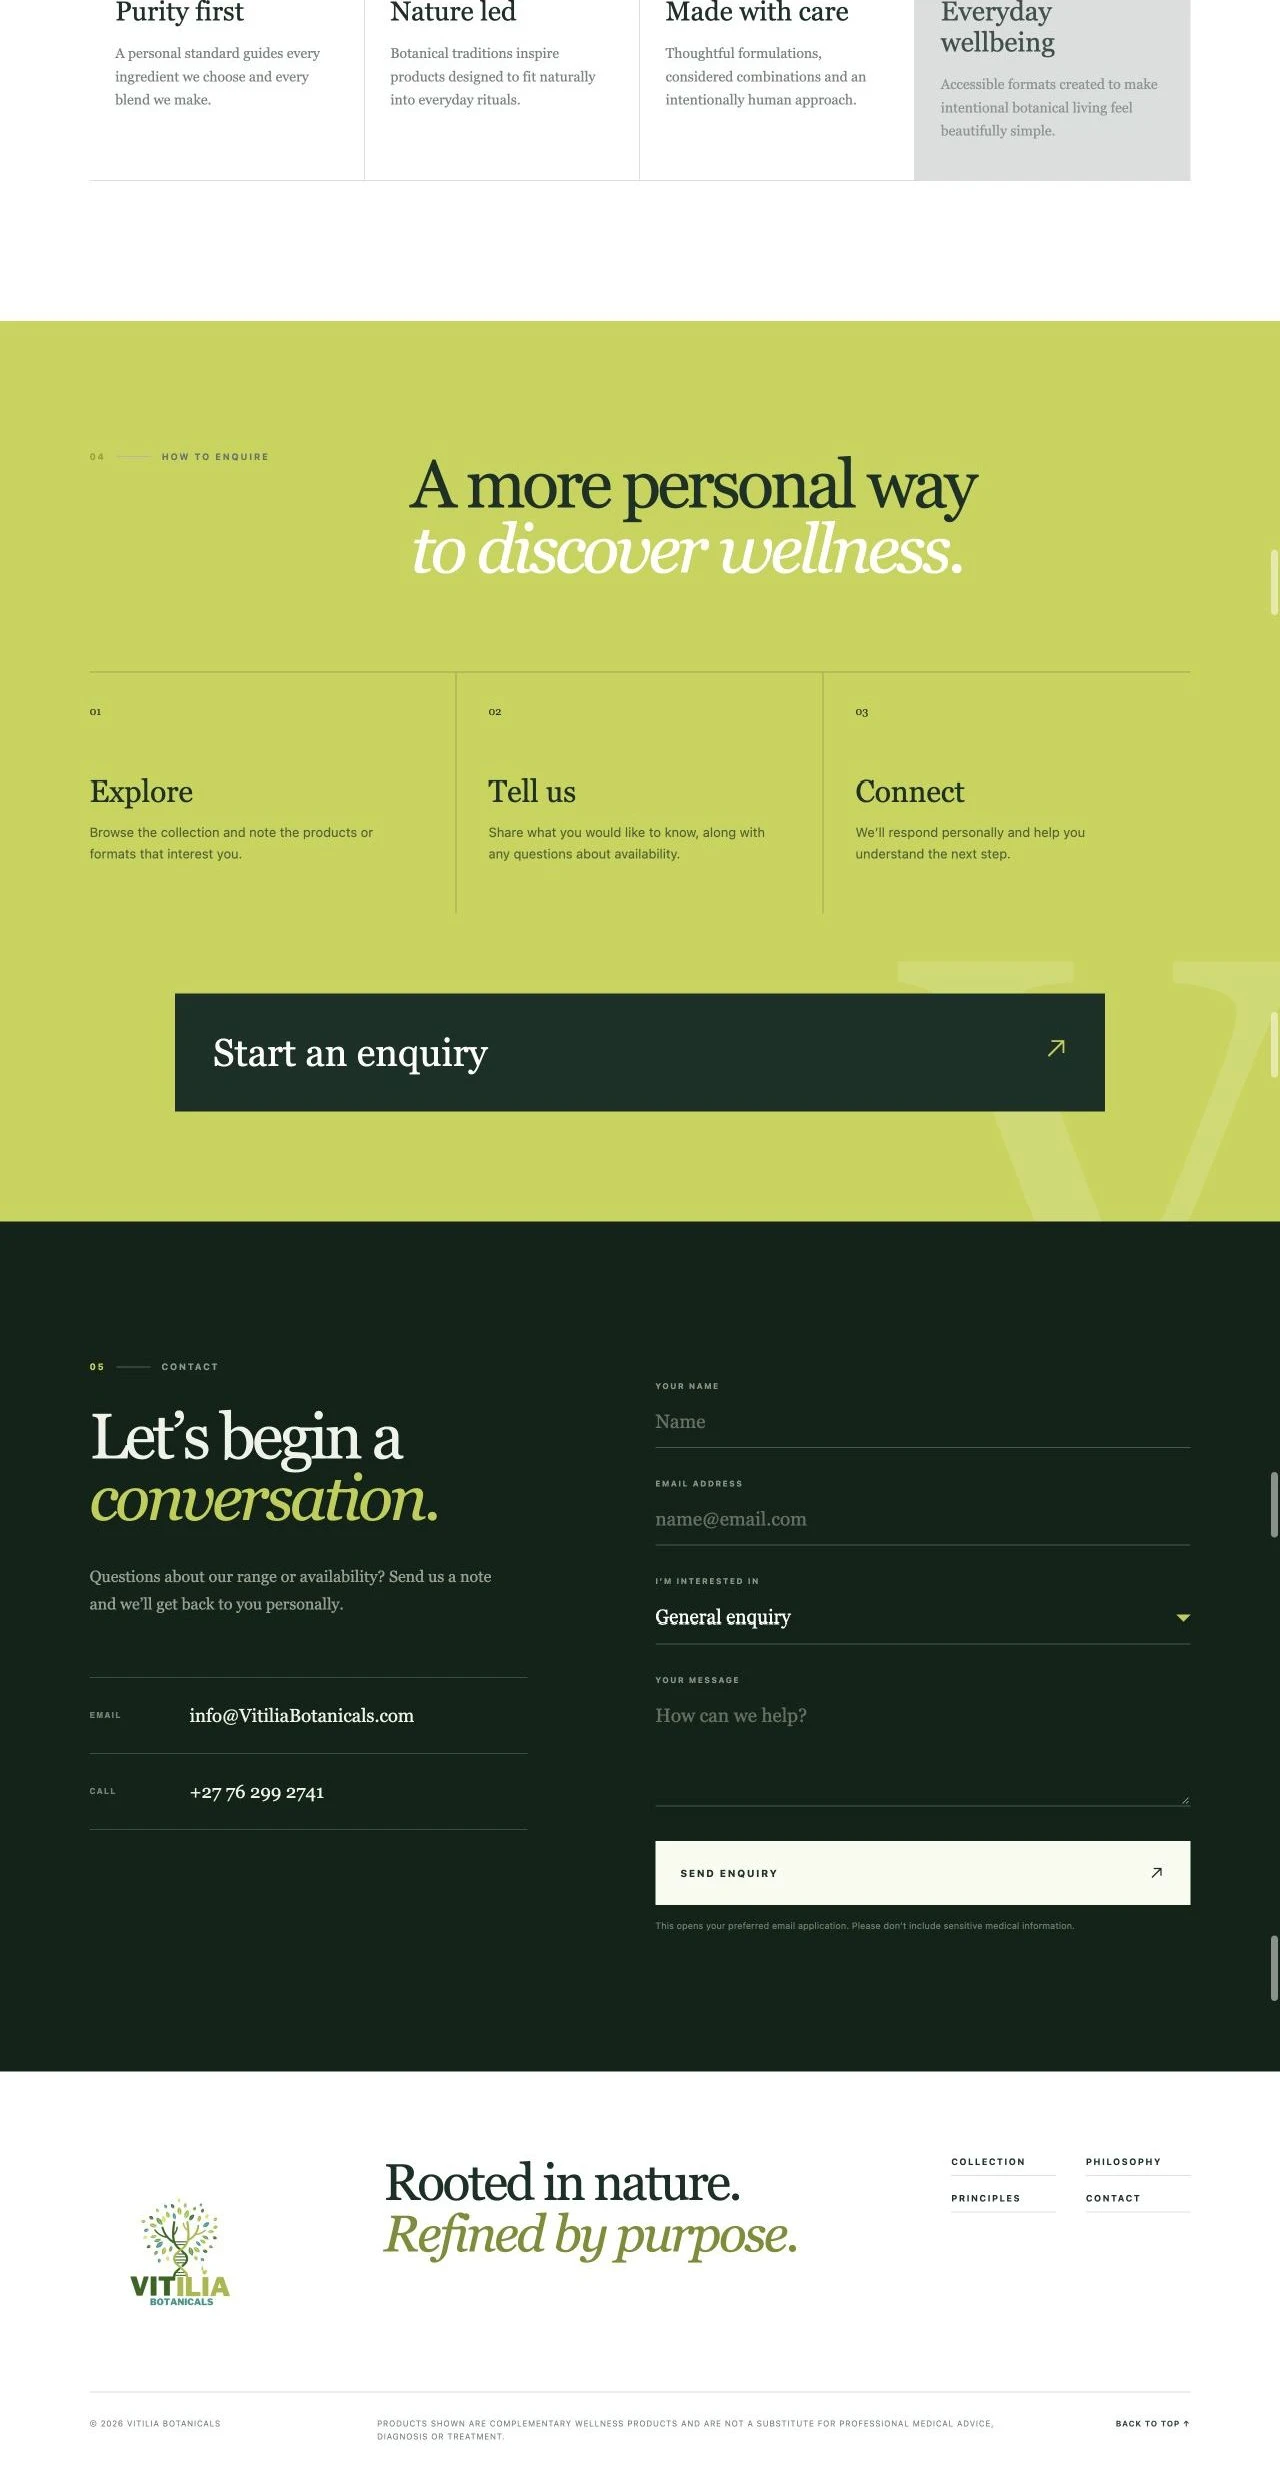 Purity first
A personal standard guides every
ingredient we choose and every
blend we make.
Nature led
Botanical traditions inspire
products designed to fit naturally
into everyday rituals.
Made with care
Thoughtful formulations,
considered combinations and an
intentionally human approach.
Everyday
wellbeing
Accessible formats created to make
intentional botanical living feel
beautifully simple.
04 HOW TO ENQUIRE
A more personal way
to discover wellness.
01
Explore
Browse the collection and note the products or
formats that interest you.
02
Tell us
Share what you would like to know, along with
any questions about availability.
03
Connect
We’ll respond personally and help you
understand the next step.
V
Start an enquiry ↗
05 CONTACT
Let’s begin a
conversation.
Questions about our range or availability? Send us a note
and we’ll get back to you personally.
EMAIL info@VitiliaBotanicals.com
CALL +27 76 299 2741
YOUR NAME
Name
EMAIL ADDRESS
name@email.com
I’M INTERESTED IN
General enquiry
YOUR MESSAGE
How can we help?
SEND ENQUIRY ↗
This opens your preferred email application. Please don’t include sensitive medical information.
VITILIA
BOTANICALS
Rooted in nature.
Refined by purpose.
COLLECTION PHILOSOPHY
PRINCIPLES CONTACT
© 2026 VITILIA BOTANICALS
PRODUCTS SHOWN ARE COMPLEMENTARY WELLNESS PRODUCTS AND ARE NOT A SUBSTITUTE FOR PROFESSIONAL MEDICAL ADVICE,
DIAGNOSIS OR TREATMENT.
BACK TO TOP ↑